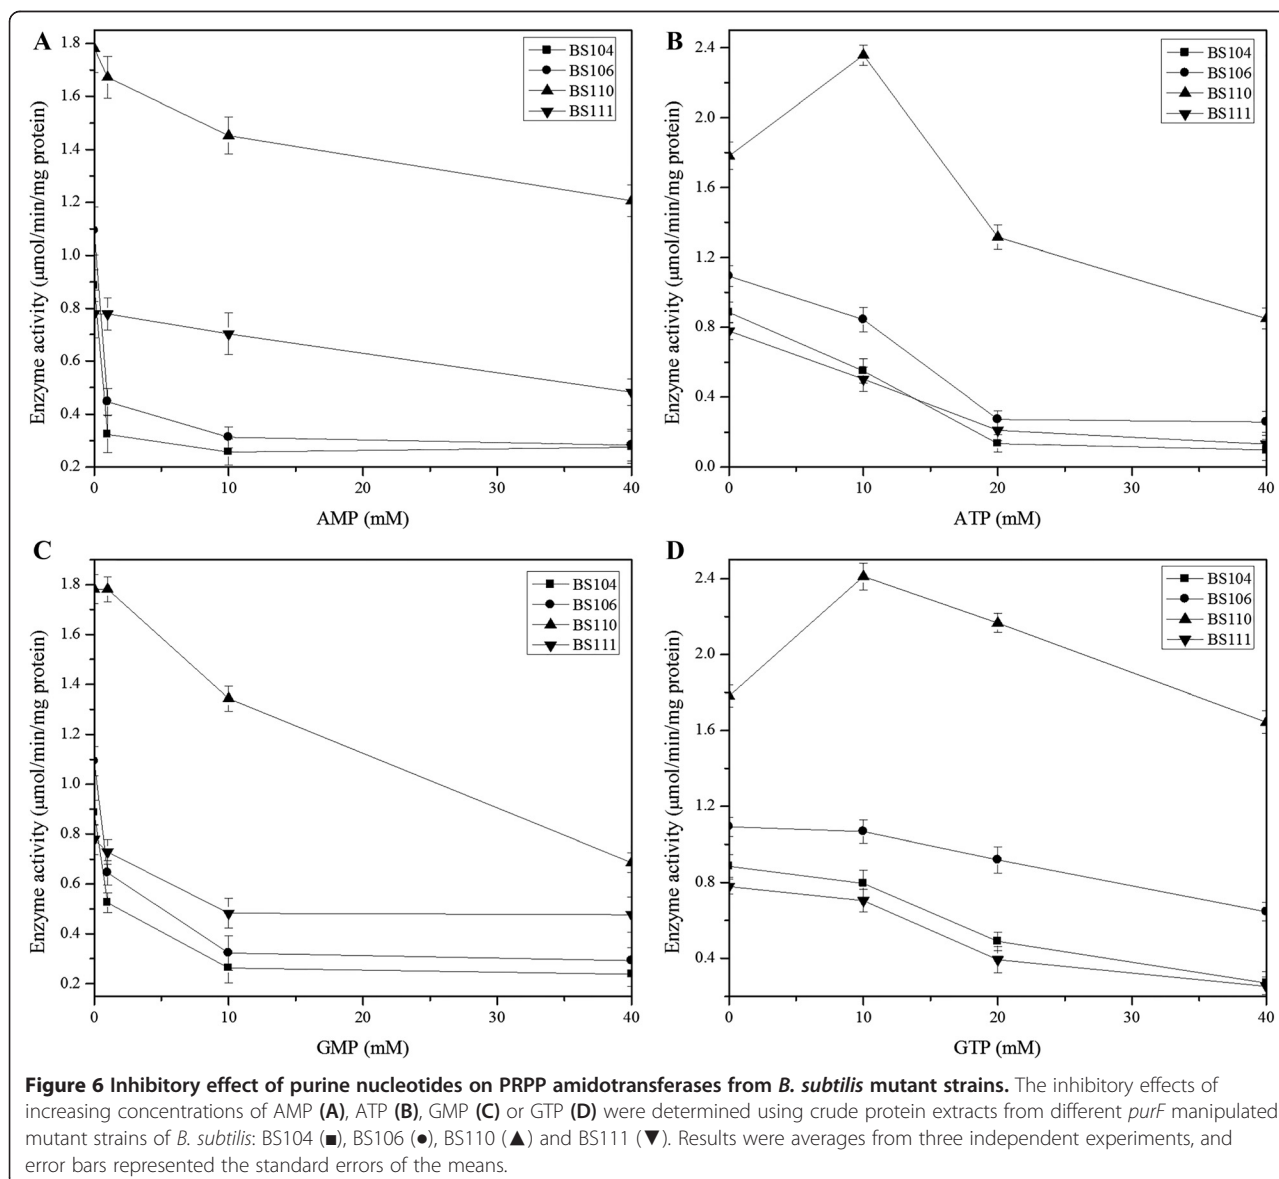 A
1.8
1.6
1.4
1.2
1.0
0.8
0.6
0.4
0.2
Enzyme activity (μmol/min/mg protein)
BS104
BS106
BS110
BS111
0 10 20 30 40
AMP (mM)
B
2.4
2.0
1.6
1.2
0.8
0.4
0.0
Enzyme activity (μmol/min/mg protein)
BS104
BS106
BS110
BS111
0 10 20 30 40
ATP (mM)
C
1.8
1.6
1.4
1.2
1.0
0.8
0.6
0.4
0.2
Enzyme activity (μmol/min/mg protein)
BS104
BS106
BS110
BS111
0 10 20 30 40
GMP (mM)
D
2.4
2.0
1.6
1.2
0.8
0.4
Enzyme activity (μmol/min/mg protein)
BS104
BS106
BS110
BS111
0 10 20 30 40
GTP (mM)
Figure 6 Inhibitory effect of purine nucleotides on PRPP amidotransferases from B. subtilis mutant strains. The inhibitory effects of
increasing concentrations of AMP (A), ATP (B), GMP (C) or GTP (D) were determined using crude protein extracts from different purF manipulated
mutant strains of B. subtilis: BS104 (■), BS106 (●), BS110 (▲) and BS111 (▼). Results were averages from three independent experiments, and
error bars represented the standard errors of the means.